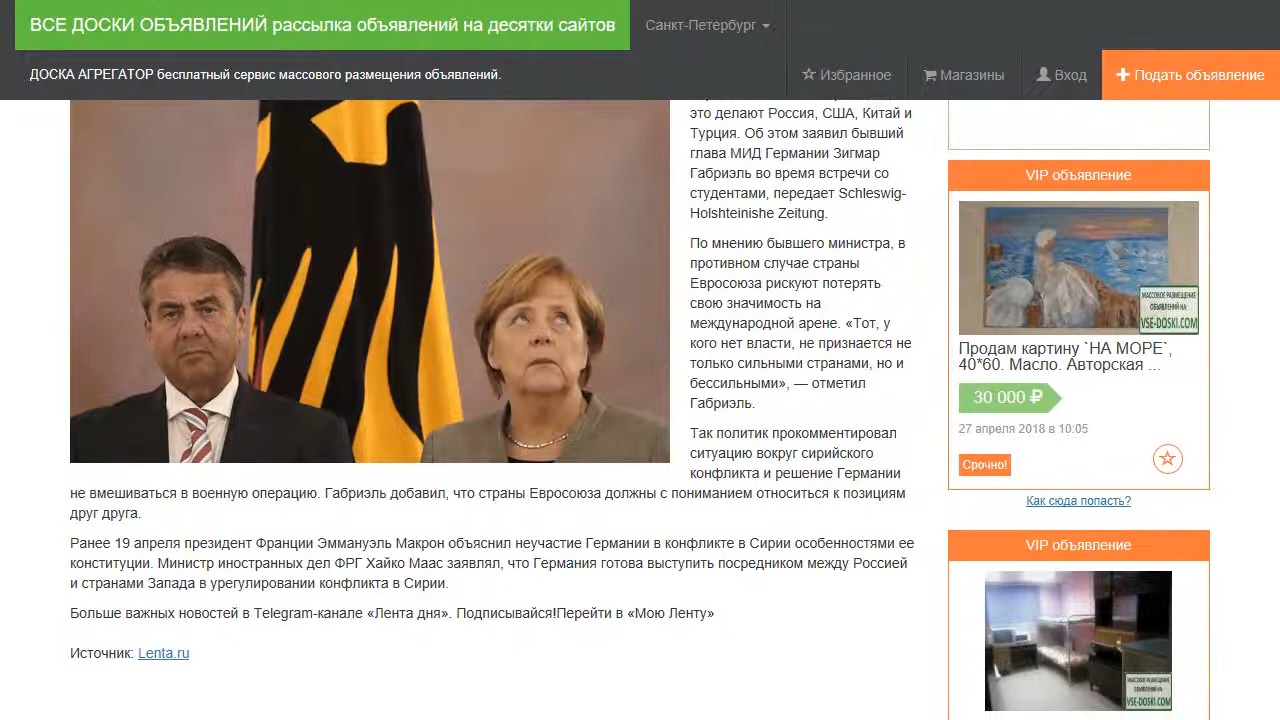 ВСЕ ДОСКИ ОБЪЯВЛЕНИЙ рассылка объявлений на десятки сайтов
Санкт-Петербург
ДОСКА АГРЕГАТОР бесплатный сервис массового размещения объявлений.
Избранное
Магазины
Вход
Подать объявление
это делают Россия, США, Китай и
Турция. Об этом заявил бывший
глава МИД Германии Зигмар
Габриэль во время встречи со
студентами, передает Schleswig-
Holshteinishe Zeitung.
По мнению бывшего министра, в
противном случае страны
Евросоюза рискуют потерять
свою значимость на
международной арене. «Тот, у
кого нет власти, не признается не
только сильными странами, но и
бессильными», — отметил
Габриэль.
Так политик прокомментировал
ситуацию вокруг сирийского
конфликта и решение Германии
не вмешиваться в военную операцию. Габриэль добавил, что страны Евросоюза должны с пониманием относиться к позициям
друг друга.
Ранее 19 апреля президент Франции Эммануэль Макрон объяснил неучастие Германии в конфликте в Сирии особенностями ее
конституции. Министр иностранных дел ФРГ Хайко Маас заявлял, что Германия готова выступить посредником между Россией
и странами Запада в урегулировании конфликта в Сирии.
Больше важных новостей в Telegram-канале «Лента дня». Подписывайся!Перейти в «Мою Ленту»
Источник: Lenta.ru
VIP объявление
МАССОВОЕ РАЗМЕЩЕНИЕ
ОБЪЯВЛЕНИЙ НА:
VSE-DOSKI.COM
Продам картину `НА МОРЕ`,
40*60. Масло. Авторская ...
30 000 ₽
27 апреля 2018 в 10:05
Срочно!
Как сюда попасть?
VIP объявление
МАССОВОЕ РАЗМЕЩЕНИЕ
ОБЪЯВЛЕНИЙ НА:
VSE-DOSKI.COM